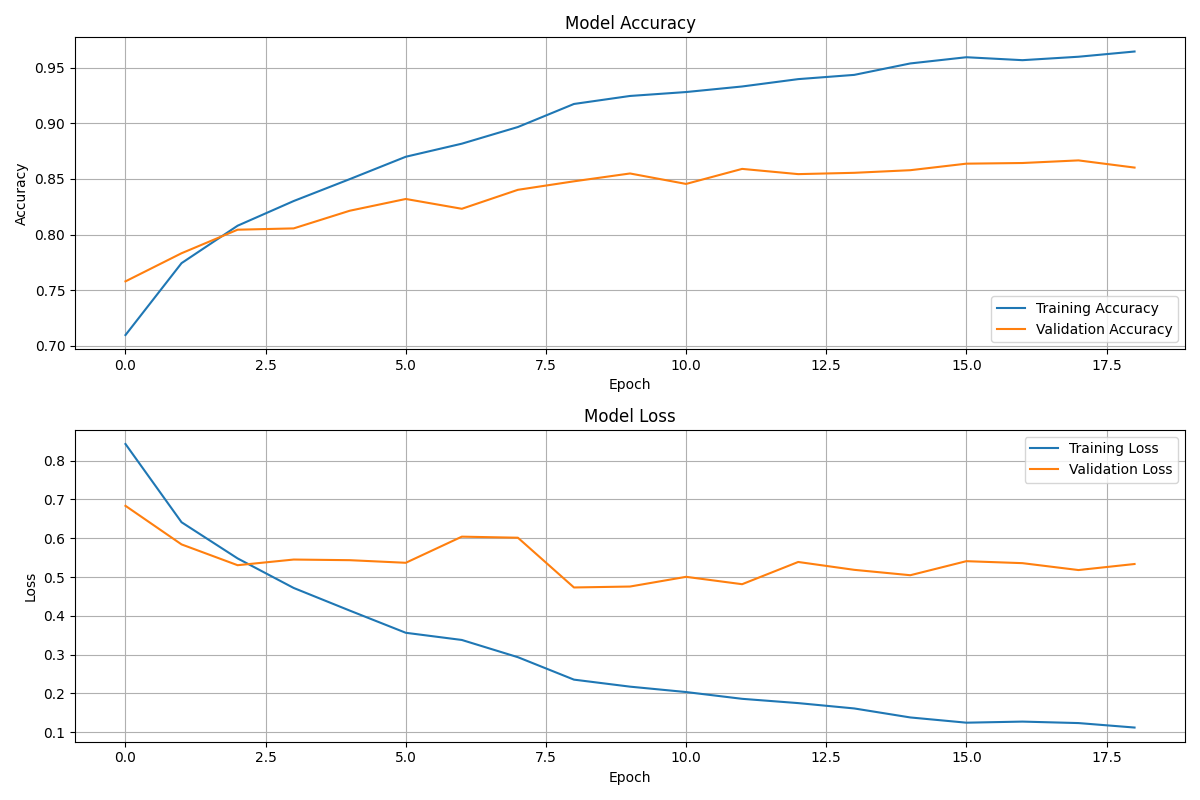 Model Accuracy
0.95
0.90
0.85
0.80
0.75
0.70
Accuracy
Training Accuracy
Validation Accuracy
0.0 2.5 5.0 7.5 10.0 12.5 15.0 17.5
Epoch
Model Loss
0.8
0.7
0.6
0.5
0.4
0.3
0.2
0.1
Loss
Training Loss
Validation Loss
0.0 2.5 5.0 7.5 10.0 12.5 15.0 17.5
Epoch